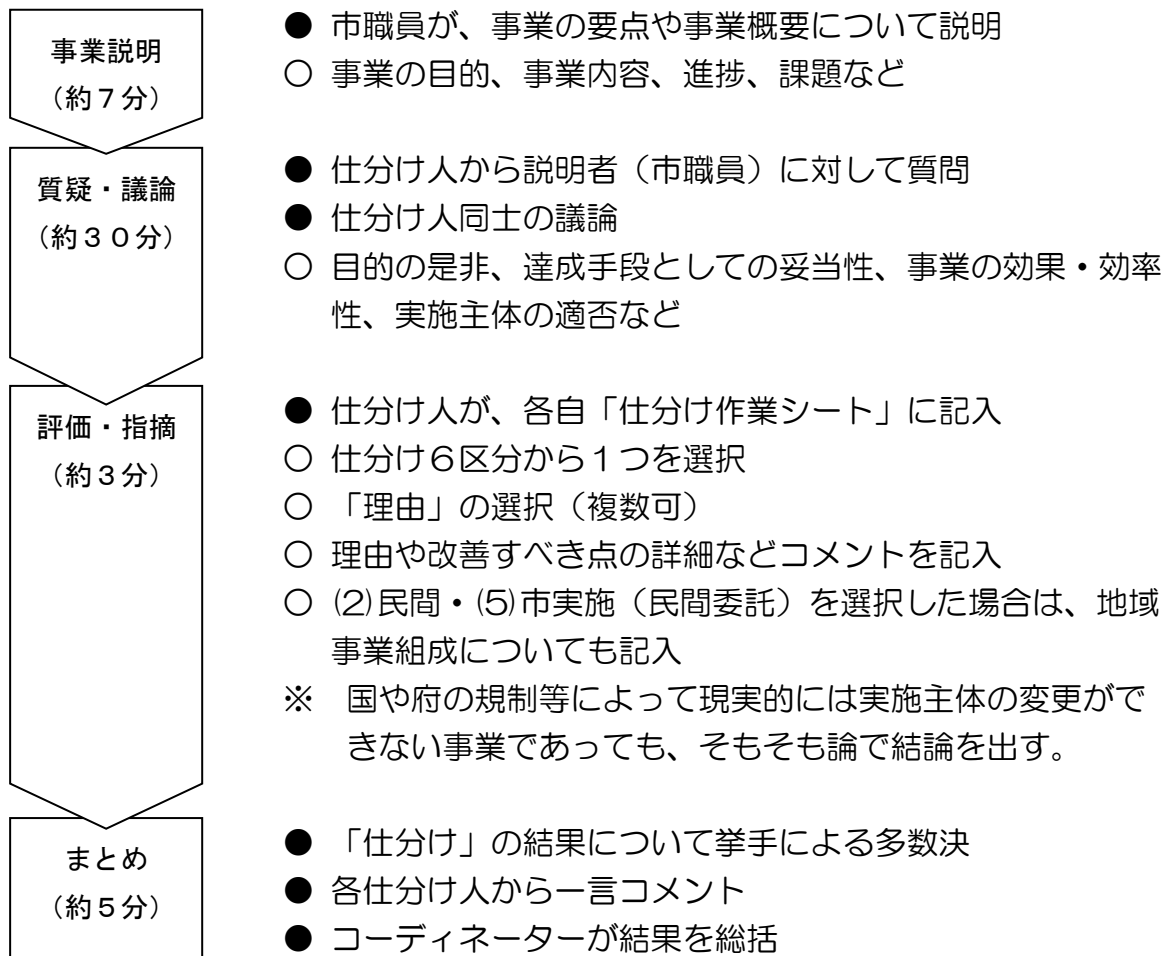 事業説明
（約７分）
● 市職員が、事業の要点や事業概要について説明
○ 事業の目的、事業内容、進捗、課題など
質疑・議論
（約３０分）
● 仕分け人から説明者（市職員）に対して質問
● 仕分け人同士の議論
○ 目的の是非、達成手段としての妥当性、事業の効果・効率
性、実施主体の適否など
評価・指摘
（約３分）
● 仕分け人が、各自「仕分け作業シート」に記入
○ 仕分け６区分から１つを選択
○ 「理由」の選択（複数可）
○ 理由や改善すべき点の詳細などコメントを記入
○ ⑵民間・⑸市実施（民間委託）を選択した場合は、地域
事業組成についても記入
※ 国や府の規制等によって現実的には実施主体の変更がで
きない事業であっても、そもそも論で結論を出す。
まとめ
（約５分）
● 「仕分け」の結果について挙手による多数決
● 各仕分け人から一言コメント
● コーディネーターが結果を総括